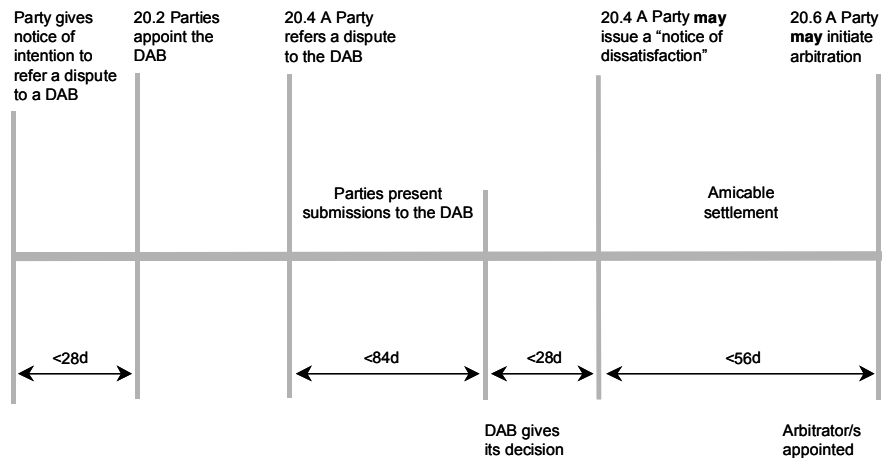 Party gives
notice of
intention to
refer a dispute
to a DAB
20.2 Parties
appoint the
DAB
20.4 A Party
refers a dispute
to the DAB
20.4 A Party may
issue a “notice of
dissatisfaction”
20.6 A Party
may initiate
arbitration
Parties present
submissions to the DAB
Amicable
settlement
<28d
<84d
<28d
<56d
DAB gives
its decision
Arbitrator/s
appointed